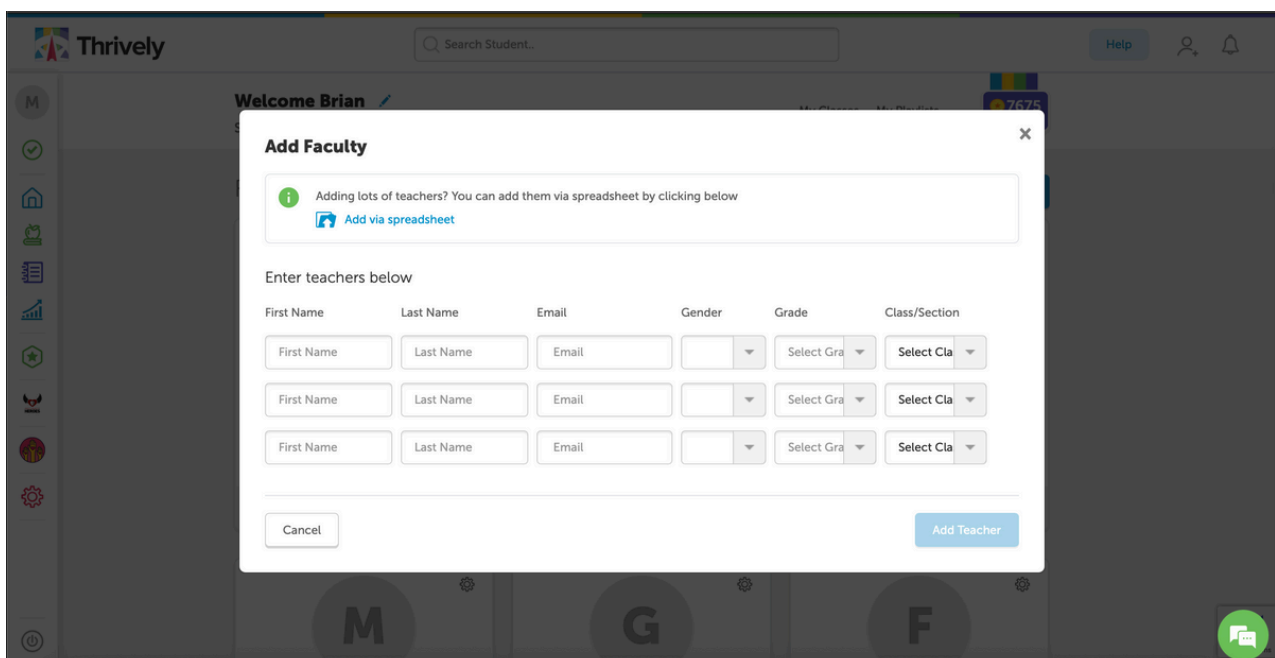 Thrively
Search Student..
Help
M
Welcome Brian
7675
Add Faculty
Adding lots of teachers? You can add them via spreadsheet by clicking below
Add via spreadsheet
Enter teachers below
First Name Last Name Email Gender Grade Class/Section
First Name Last Name Email Select Gra Select Cla
First Name Last Name Email Select Gra Select Cla
First Name Last Name Email Select Gra Select Cla
Cancel Add Teacher
M G F